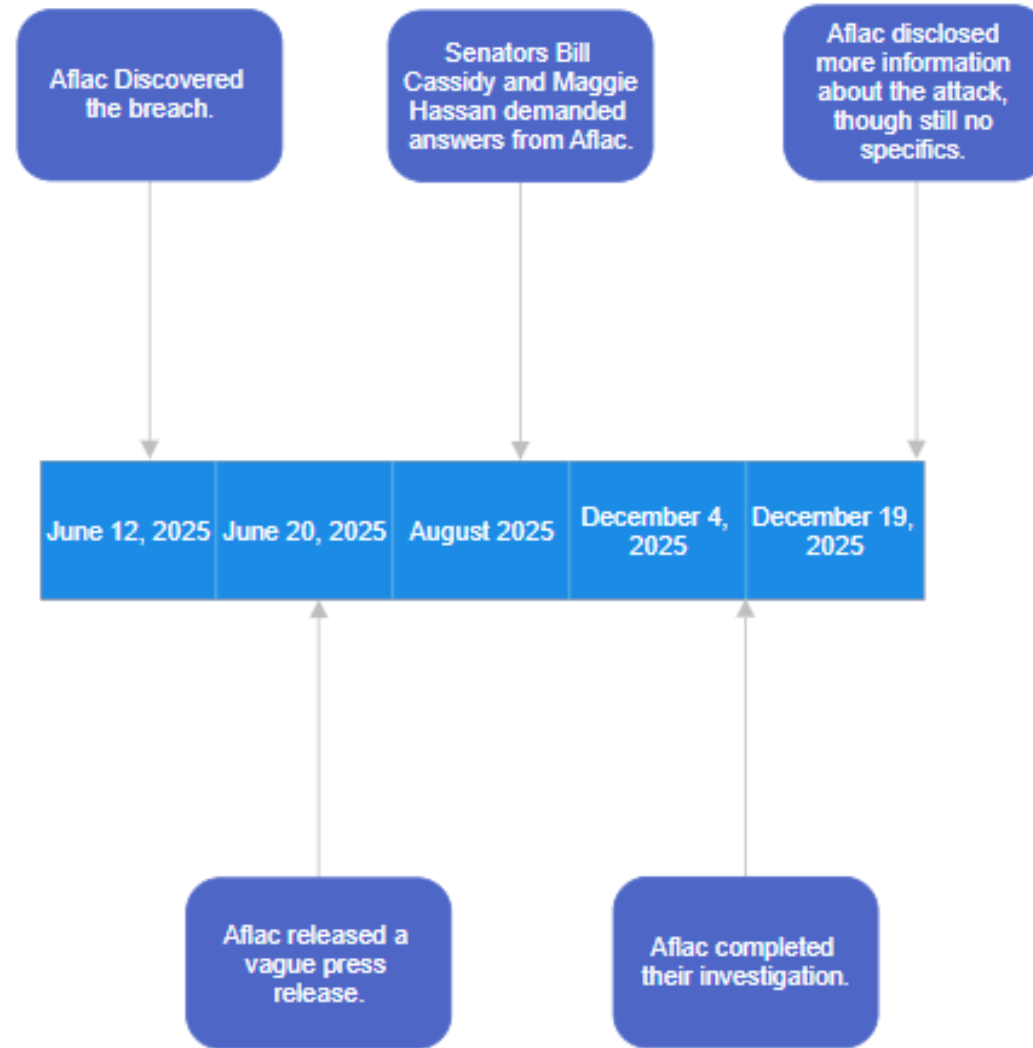 Aflac Discovered
the breach.
Senators Bill
Cassidy and Maggie
Hassan demanded
answers from Aflac.
Aflac disclosed
more information
about the attack,
though still no
specifics.
June 12, 2025
June 20, 2025
August 2025
December 4,
2025
December 19,
2025
Aflac released a
vague press
release.
Aflac completed
their investigation.